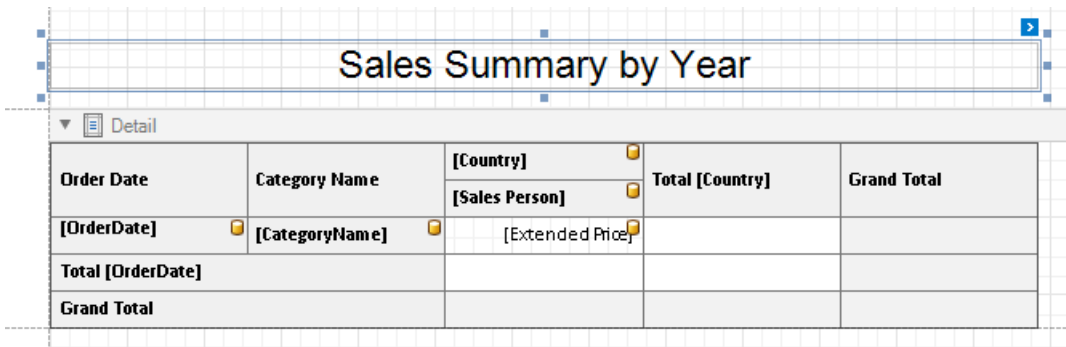 Sales Summary by Year
Detail
Order Date Category Name [Country] Total [Country] Grand Total
[Sales Person]
[OrderDate] [CategoryName] [Extended Price]
Total [OrderDate]
Grand Total